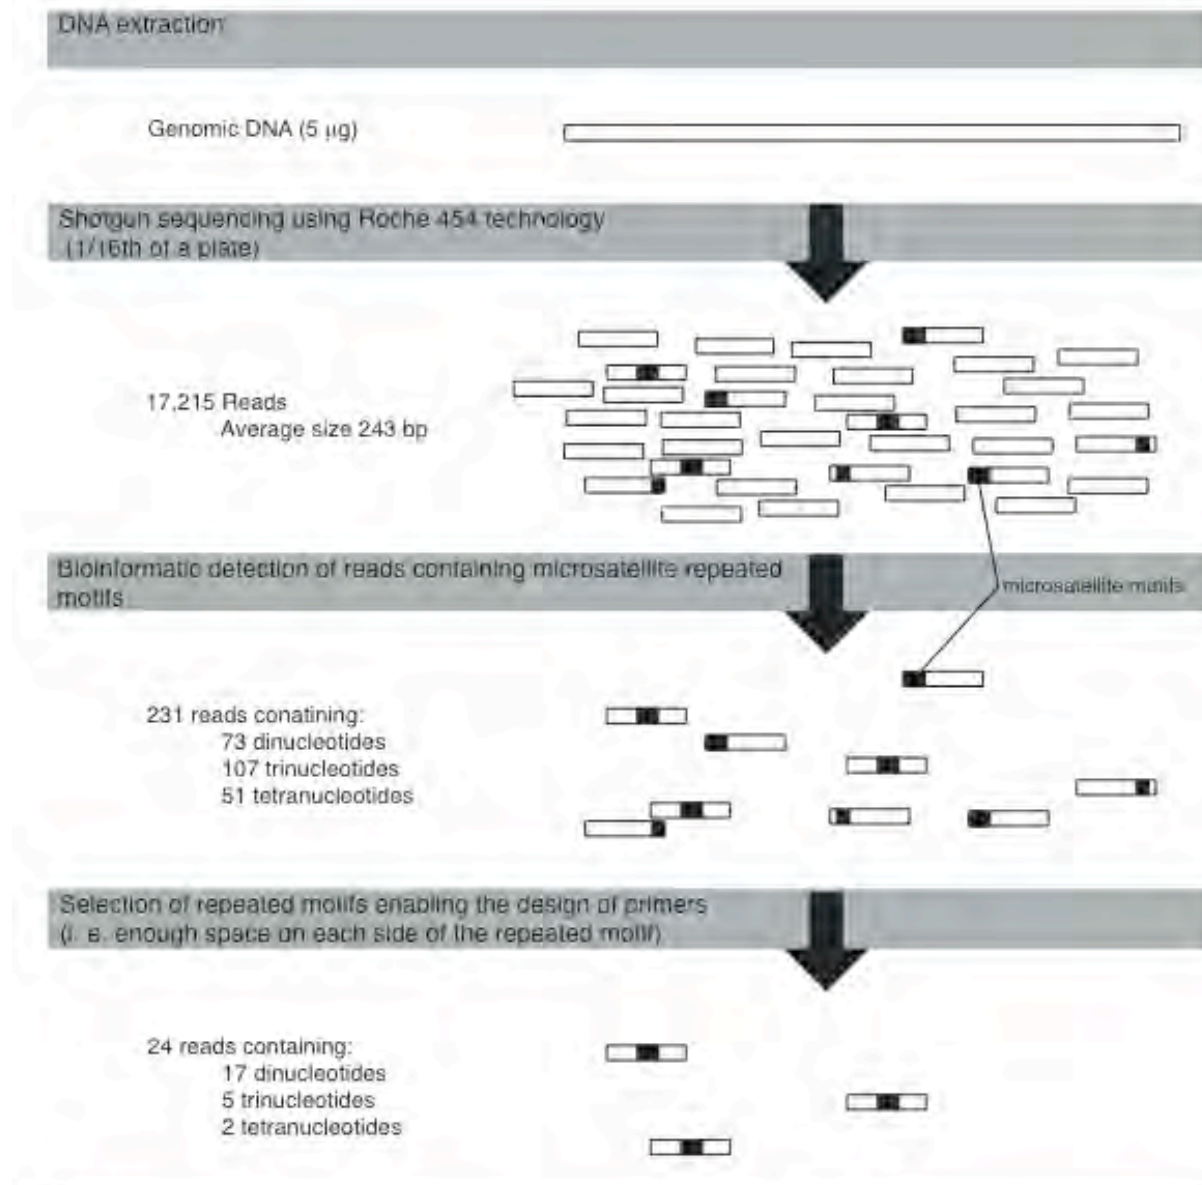 DNA extraction
Genomic DNA (5 µg)
Shotgun sequencing using Roche 454 technology
(1/16th of a plate)
17,215 Reads
Average size 243 bp
Bioinformatic detection of reads containing microsatellite repeated
motifs
microsatellite motifs
231 reads conatining:
73 dinucleotides
107 trinucleotides
51 tetranucleotides
Selection of repeated motifs enabling the design of primers
(i. e. enough space on each side of the repeated motif)
24 reads containing:
17 dinucleotides
5 trinucleotides
2 tetranucleotides